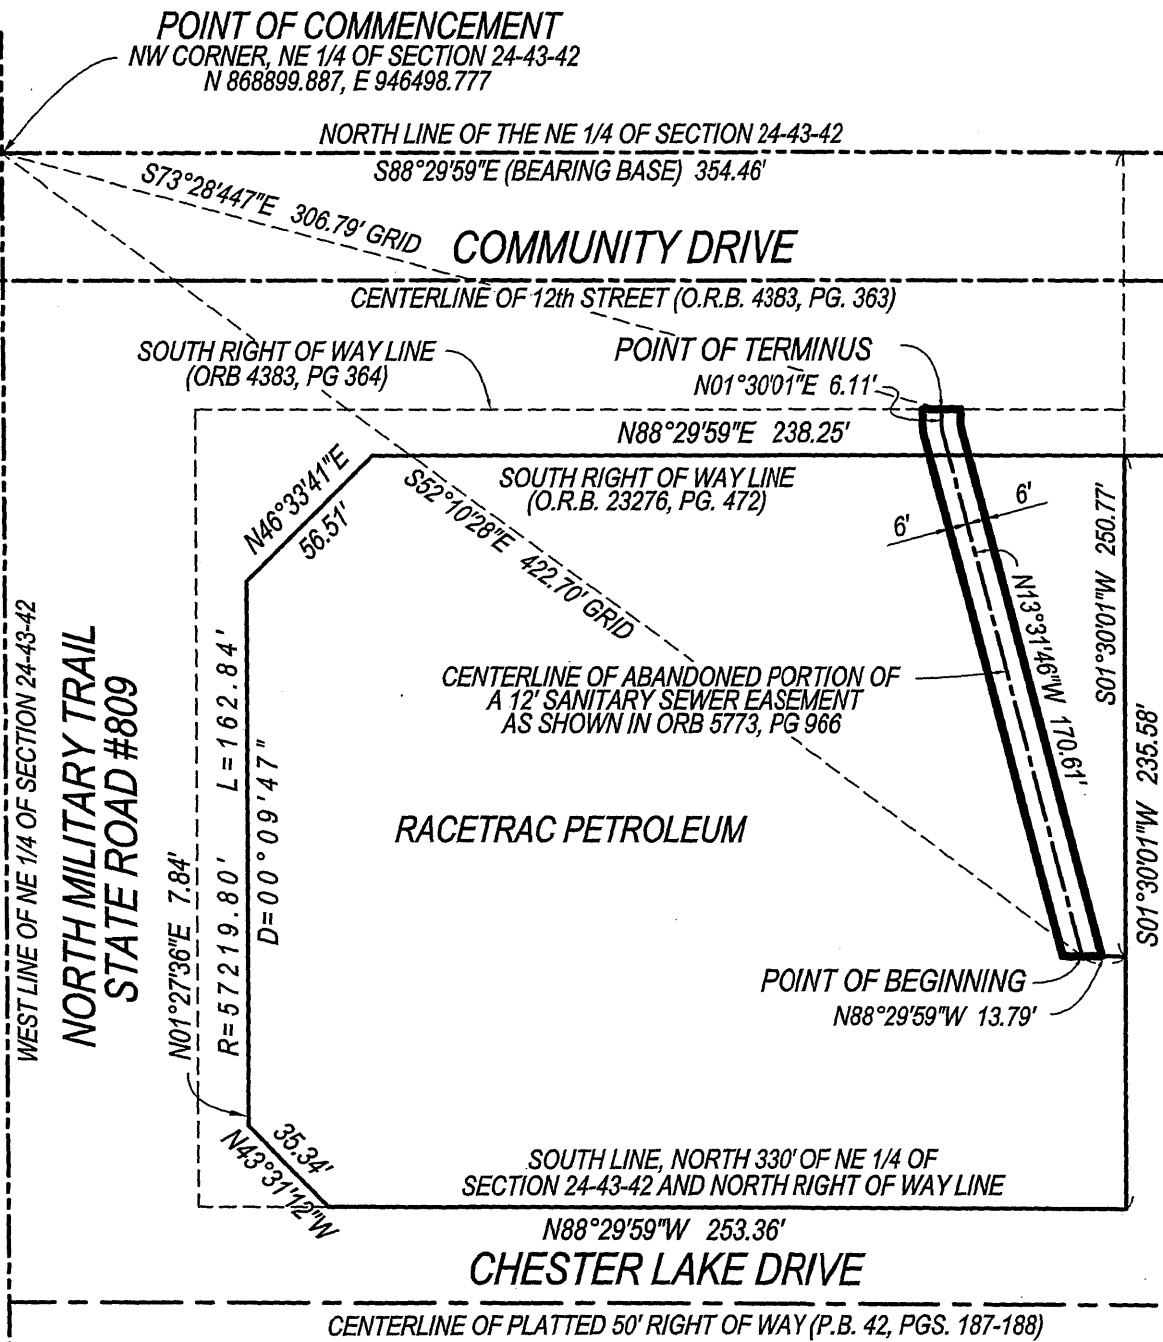 POINT OF COMMENCEMENT
NW CORNER, NE 1/4 OF SECTION 24-43-42
N 868899.887, E 946498.777
NORTH LINE OF THE NE 1/4 OF SECTION 24-43-42
S88°29'59"E (BEARING BASE) 354.46'
S73°28'447"E 306.79' GRID
COMMUNITY DRIVE
CENTERLINE OF 12th STREET (O.R.B. 4383, PG. 363)
SOUTH RIGHT OF WAY LINE
(ORB 4383, PG 364)
POINT OF TERMINUS
N01°30'01"E 6.11'
N88°29'59"E 238.25'
SOUTH RIGHT OF WAY LINE
(O.R.B. 23276, PG. 472)
N46°33'41"E
56.51'
S52°10'28"E 422.70' GRID
6'
6'
N13°31'46"W 170.61'
S01°30'01"W 250.77'
S01°30'01"W 235.58'
CENTERLINE OF ABANDONED PORTION OF
A 12' SANITARY SEWER EASEMENT
AS SHOWN IN ORB 5773, PG 966
WEST LINE OF NE 1/4 OF SECTION 24-43-42
NORTH MILITARY TRAIL
STATE ROAD #809
N01°27'36"E 7.84'
R=57219.80' L=162.84'
D=00°09'47"
RACETRAC PETROLEUM
POINT OF BEGINNING
N88°29'59"W 13.79'
35.34'
N43°31'12"W
SOUTH LINE, NORTH 330' OF NE 1/4 OF
SECTION 24-43-42 AND NORTH RIGHT OF WAY LINE
N88°29'59"W 253.36'
CHESTER LAKE DRIVE
CENTERLINE OF PLATTED 50' RIGHT OF WAY (P.B. 42, PGS. 187-188)